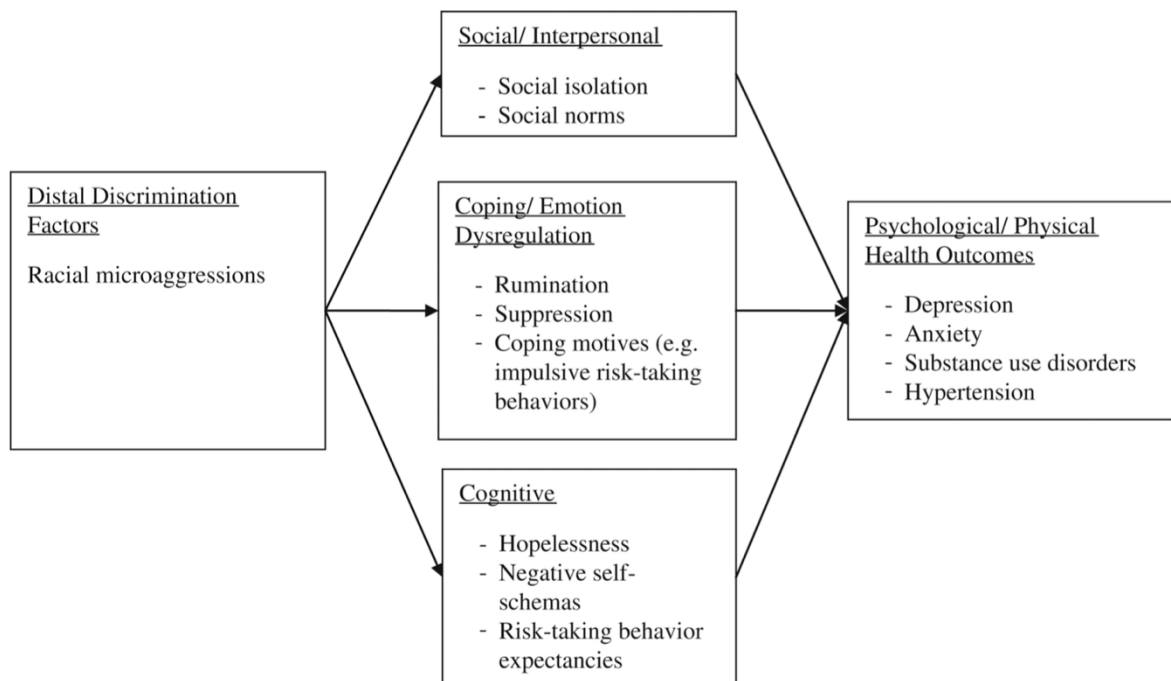 Social/ Interpersonal
- Social isolation
- Social norms
Distal Discrimination
Factors
Racial microaggressions
Coping/ Emotion
Dysregulation
- Rumination
- Suppression
- Coping motives (e.g.
impulsive risk-taking
behaviors)
Cognitive
- Hopelessness
- Negative self-
schemas
- Risk-taking behavior
expectancies
Psychological/ Physical
Health Outcomes
- Depression
- Anxiety
- Substance use disorders
- Hypertension